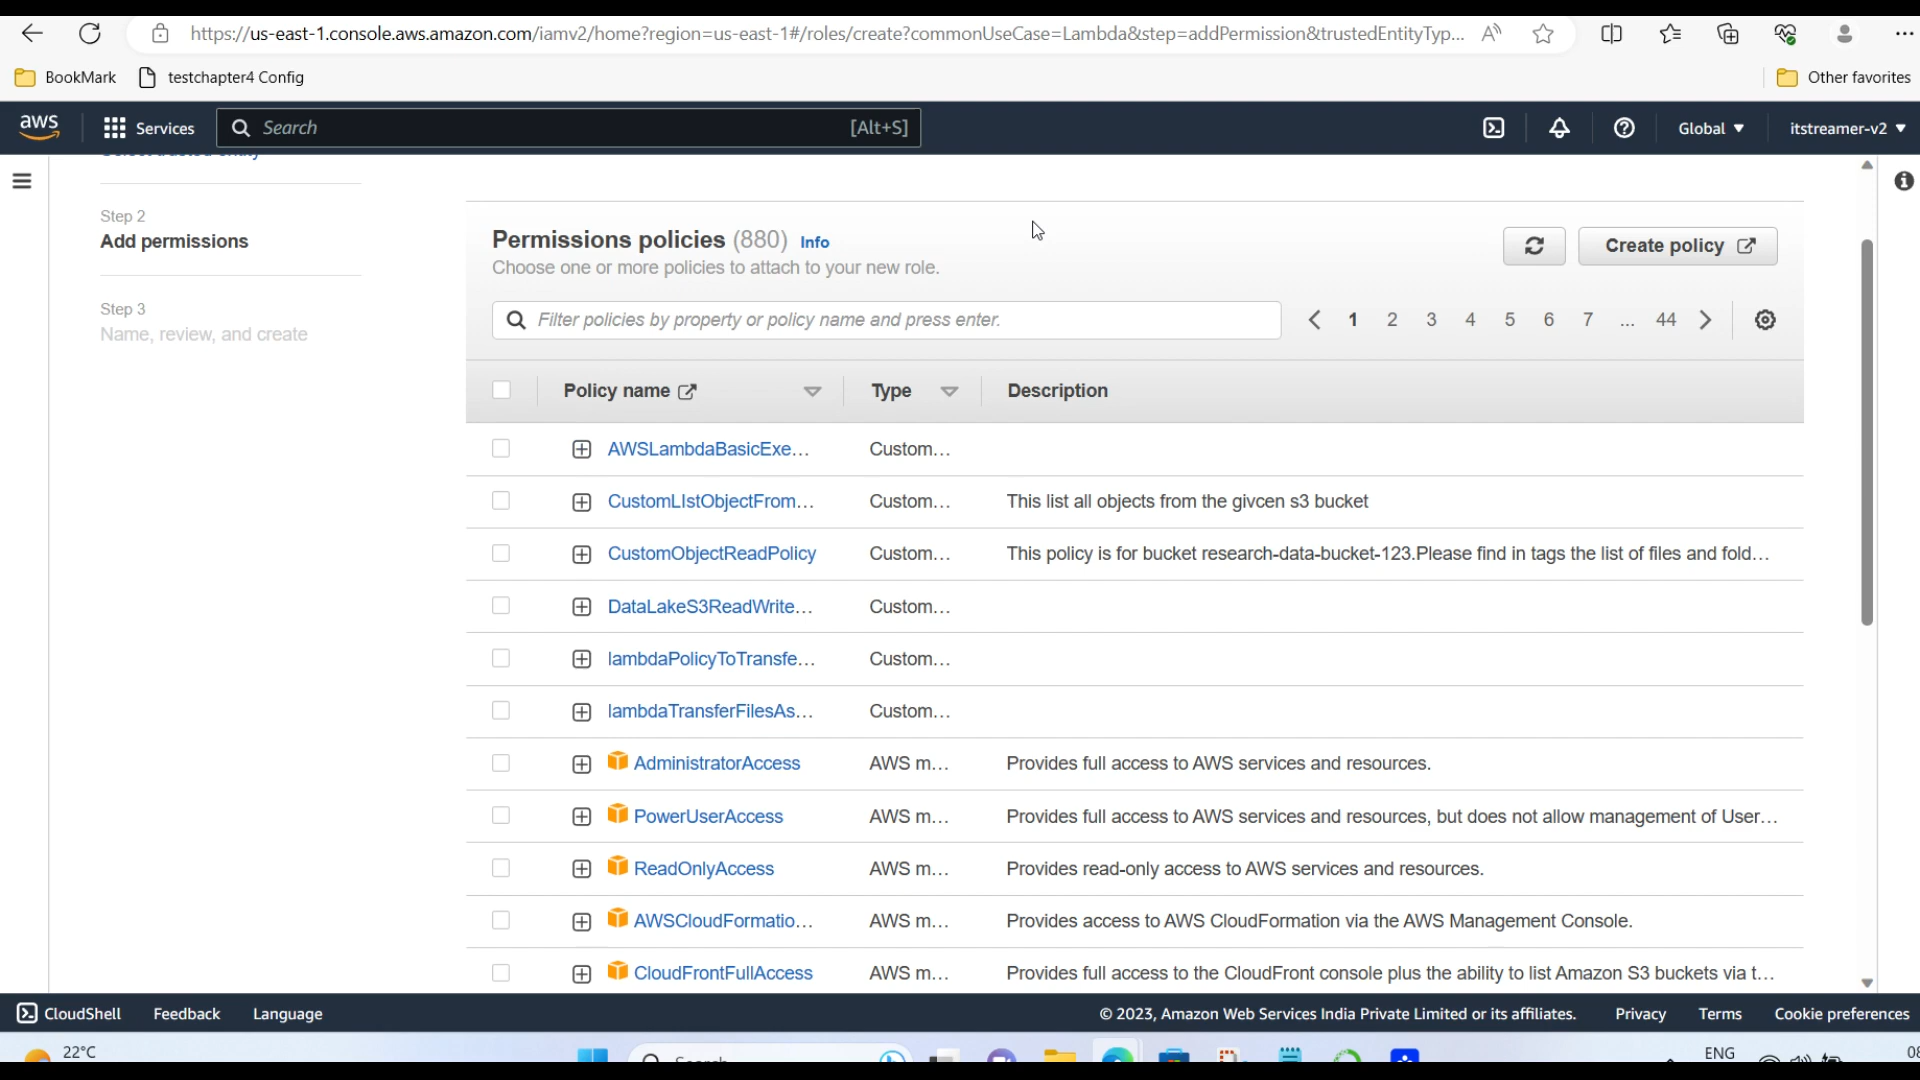 https://us-east-1.console.aws.amazon.com/iamv2/home?region=us-east-1#/roles/create?commonUseCase=Lambda&step=addPermission&trustedEntityTyp...
BookMark testchapter4 Config Other favorites
aws Services Search [Alt+S] Global itstreamer-v2
Select trusted entity
Step 2
Add permissions
Step 3
Name, review, and create
Permissions policies (880) Info
Choose one or more policies to attach to your new role.
Create policy
Filter policies by property or policy name and press enter. 1 2 3 4 5 6 7 ... 44
Policy name Type Description
AWSLambdaBasicExe... Custom...
CustomLIstObjectFrom... Custom... This list all objects from the givcen s3 bucket
CustomObjectReadPolicy Custom... This policy is for bucket research-data-bucket-123.Please find in tags the list of files and fold...
DataLakeS3ReadWrite... Custom...
lambdaPolicyToTransfe... Custom...
lambdaTransferFilesAs... Custom...
AdministratorAccess AWS m... Provides full access to AWS services and resources.
PowerUserAccess AWS m... Provides full access to AWS services and resources, but does not allow management of User...
ReadOnlyAccess AWS m... Provides read-only access to AWS services and resources.
AWSCloudFormatio... AWS m... Provides access to AWS CloudFormation via the AWS Management Console.
CloudFrontFullAccess AWS m... Provides full access to the CloudFront console plus the ability to list Amazon S3 buckets via t...
CloudShell Feedback Language © 2023, Amazon Web Services India Private Limited or its affiliates. Privacy Terms Cookie preferences
22°C Search ENG 08